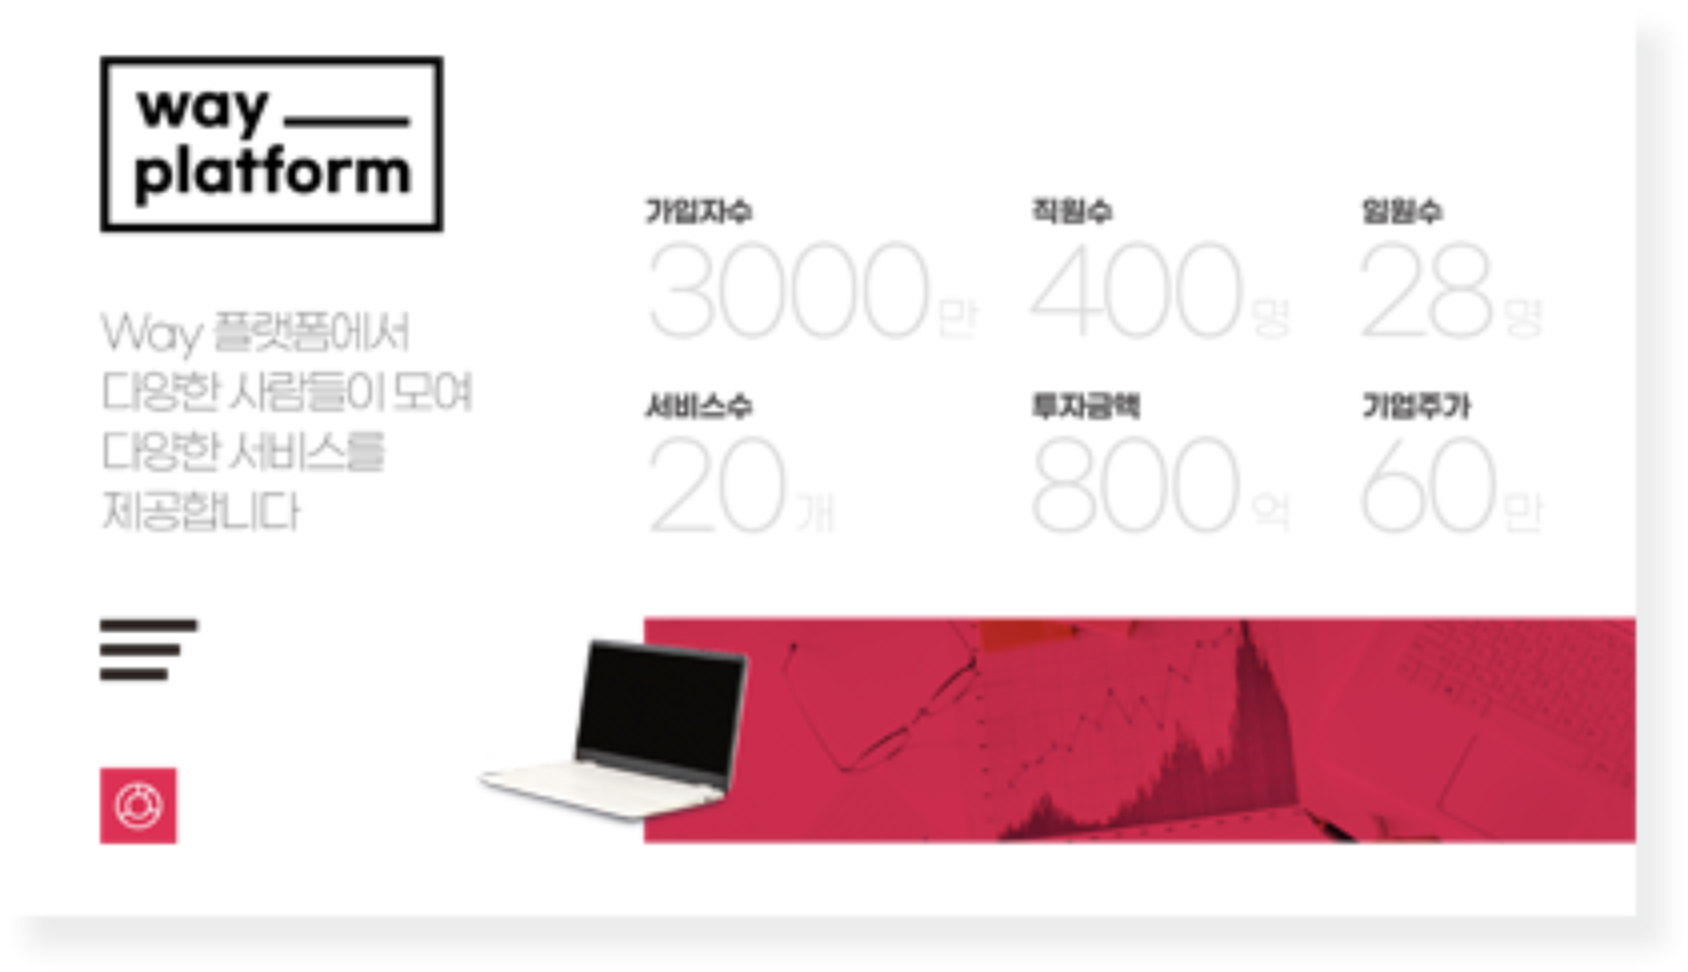 way
platform
Way 플랫폼에서
다양한 사람들이 모여
다양한 서비스를
제공합니다
가입자수
3000만
직원수
400명
임원수
28명
서비스수
20개
투자금액
800억
기업주가
60만